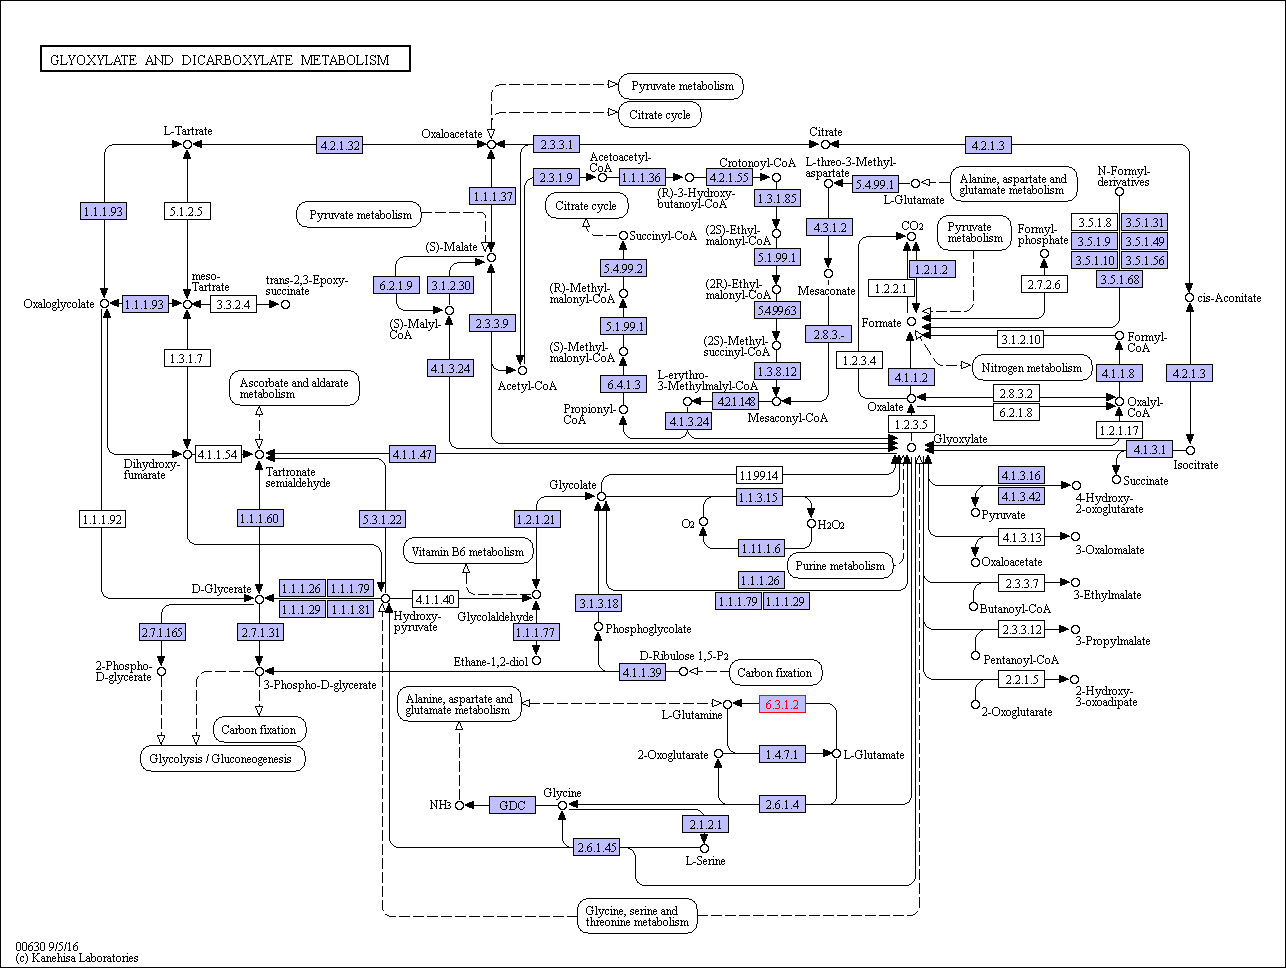 GLYOXYLATE AND DICARBOXYLATE METABOLISM
Pyruvate metabolism
Citrate cycle
L-Tartrate
4.2.1.32
Oxaloacetate
2.3.3.1
Citrate
4.2.1.3
Acetoacetyl-
CoA
Crotonoyl-CoA
L-threo-3-Methyl-
aspartate
2.3.1.9
1.1.1.36
4.2.1.55
5.4.99.1
L-Glutamate
Alanine, aspartate and
glutamate metabolism
N-Formyl-
derivatives
(R)-3-Hydroxy-
butanoyl-CoA
1.1.1.37
1.3.1.85
1.1.1.93
5.1.2.5
Pyruvate metabolism
Citrate cycle
Succinyl-CoA
(2S)-Ethyl-
malonyl-CoA
4.3.1.2
CO2
Pyruvate
metabolism
Formyl-
phosphate
3.5.1.8
3.5.1.31
3.5.1.9
3.5.1.49
3.5.1.10
3.5.1.56
3.5.1.68
(S)-Malate
5.4.99.2
5.1.99.1
1.2.1.2
1.2.2.1
2.7.2.6
meso-
Tartrate
trans-2,3-Epoxy-
succinate
6.2.1.9
3.1.2.30
(R)-Methyl-
malonyl-CoA
(2R)-Ethyl-
malonyl-CoA
Mesaconate
cis-Aconitate
Oxaloglycolate
1.1.1.93
3.3.2.4
(S)-Malyl-
CoA
2.3.3.9
5.1.99.1
5.4.99.63
Formate
2.8.3.-
3.1.2.10
Formyl-
CoA
1.3.1.7
(S)-Methyl-
malonyl-CoA
(2S)-Methyl-
succinyl-CoA
1.2.3.4
Nitrogen metabolism
4.1.3.24
Acetyl-CoA
6.4.1.3
L-erythro-
3-Methylmalyl-CoA
1.3.8.12
4.1.1.2
4.1.1.8
4.2.1.3
Ascorbate and aldarate
metabolism
Propionyl-
CoA
4.2.1.148
Mesaconyl-CoA
4.1.3.24
Oxalate
2.8.3.2
6.2.1.8
Oxalyl-
CoA
1.2.3.5
1.2.1.17
Glyoxylate
4.1.3.1
Isocitrate
Dihydroxy-
fumarate
4.1.1.54
Tartronate
semialdehyde
4.1.1.47
Succinate
Glycolate
1.1.99.14
1.1.3.15
4.1.3.16
4.1.3.42
4-Hydroxy-
2-oxoglutarate
Pyruvate
1.1.1.92
1.1.1.60
5.3.1.22
1.2.1.21
O2
H2O2
4.1.3.13
3-Oxalomalate
Oxaloacetate
Vitamin B6 metabolism
1.11.1.6
Purine metabolism
D-Glycerate
1.1.1.26
1.1.1.79
1.1.1.29
1.1.1.81
Hydroxy-
pyruvate
4.1.1.40
Glycolaldehyde
3.1.3.18
1.1.1.26
1.1.1.79
1.1.1.29
2.3.3.7
3-Ethylmalate
Butanoyl-CoA
2.7.1.165
2.7.1.31
1.1.1.77
Phosphoglycolate
2.3.3.12
3-Propylmalate
Pentanoyl-CoA
2-Phospho-
D-glycerate
3-Phospho-D-glycerate
Ethane-1,2-diol
4.1.1.39
D-Ribulose 1,5-P2
Carbon fixation
2.2.1.5
2-Hydroxy-
3-oxoadipate
2-Oxoglutarate
Carbon fixation
Glycolysis / Gluconeogenesis
Alanine, aspartate and
glutamate metabolism
L-Glutamine
6.3.1.2
2-Oxoglutarate
1.4.7.1
L-Glutamate
NH3
GDC
Glycine
2.6.1.4
2.1.2.1
2.6.1.45
L-Serine
Glycine, serine and
threonine metabolism
00630 9/5/16
(c) Kanehisa Laboratories